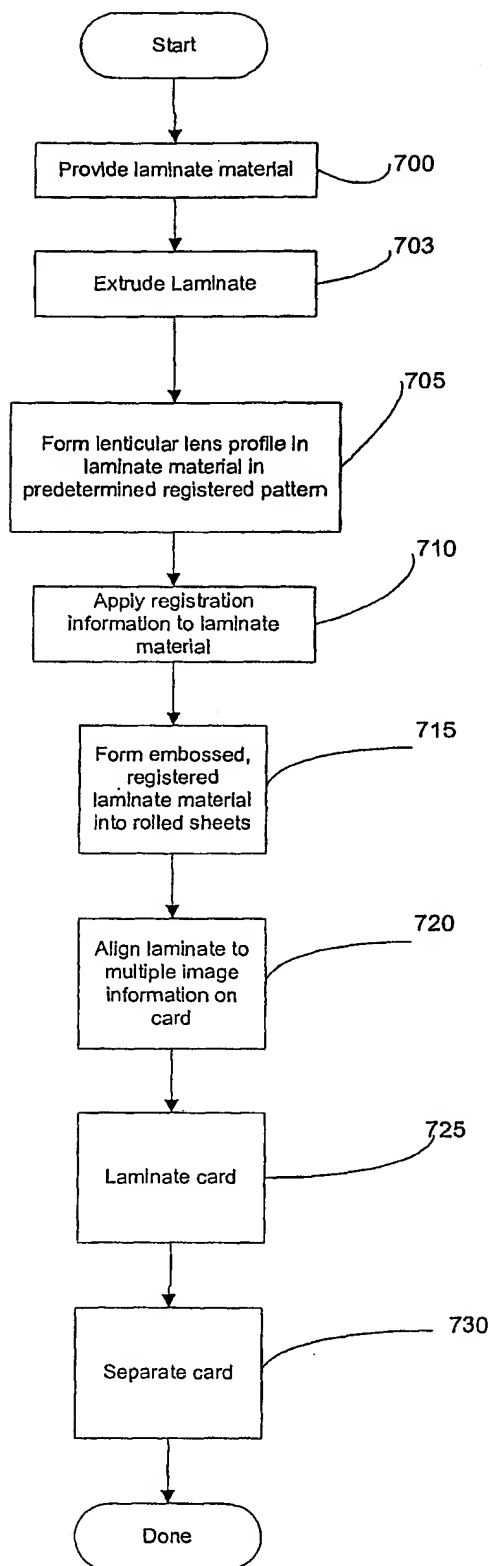 Start
Provide laminate material
700
Extrude Laminate
703
Form lenticular lens profile in
laminate material in
predetermined registered pattern
705
Apply registration
information to laminate
material
710
Form embossed,
registered
laminate material
into rolled sheets
715
Align laminate to
multiple image
information on
card
720
Laminate card
725
Separate card
730
Done